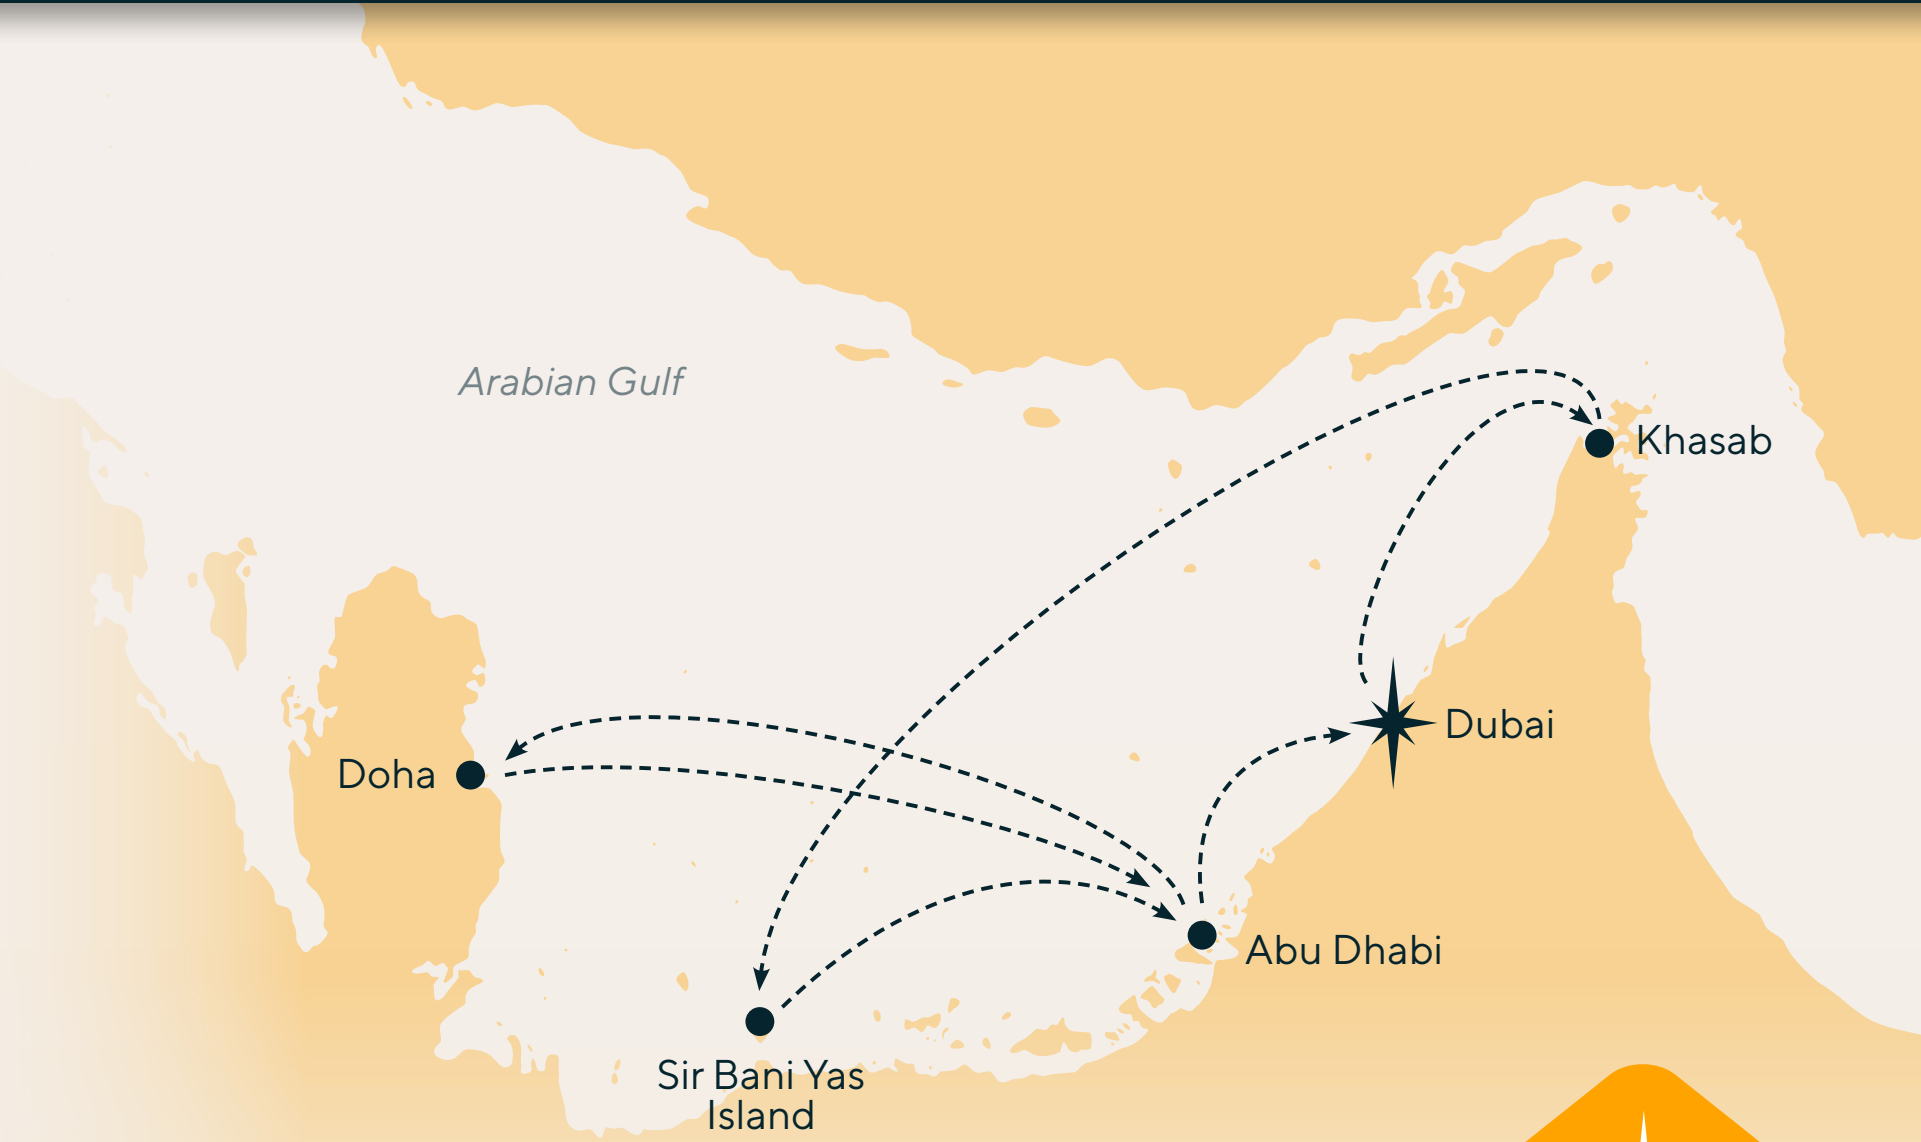 Arabian Gulf
Khasab
Dubai
Doha
Abu Dhabi
Sir Bani Yas
Island